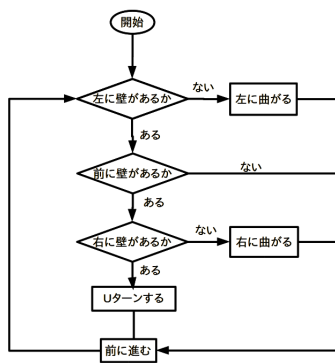 開始
左に壁があるか
ない
左に曲がる
ある
前に壁があるか
ない
ある
右に壁があるか
ない
右に曲がる
ある
Uターンする
前に進む